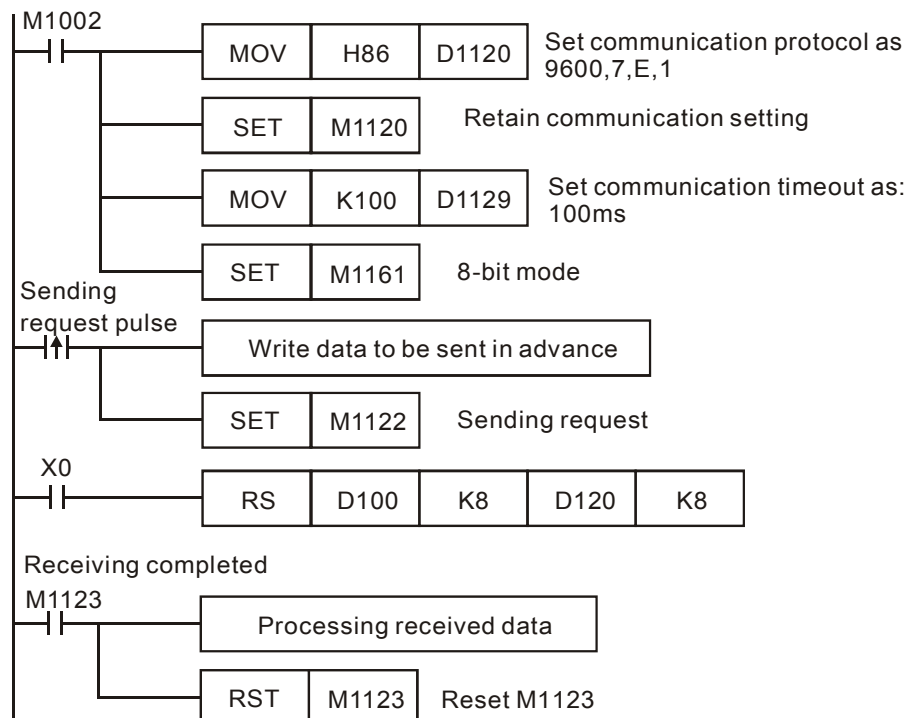 M1002
MOV H86 D1120 Set communication protocol as
9600,7,E,1
SET M1120 Retain communication setting
MOV K100 D1129 Set communication timeout as:
100ms
SET M1161 8-bit mode
Sending
request pulse
Write data to be sent in advance
SET M1122 Sending request
X0
RS D100 K8 D120 K8
Receiving completed
M1123
Processing received data
RST M1123 Reset M1123